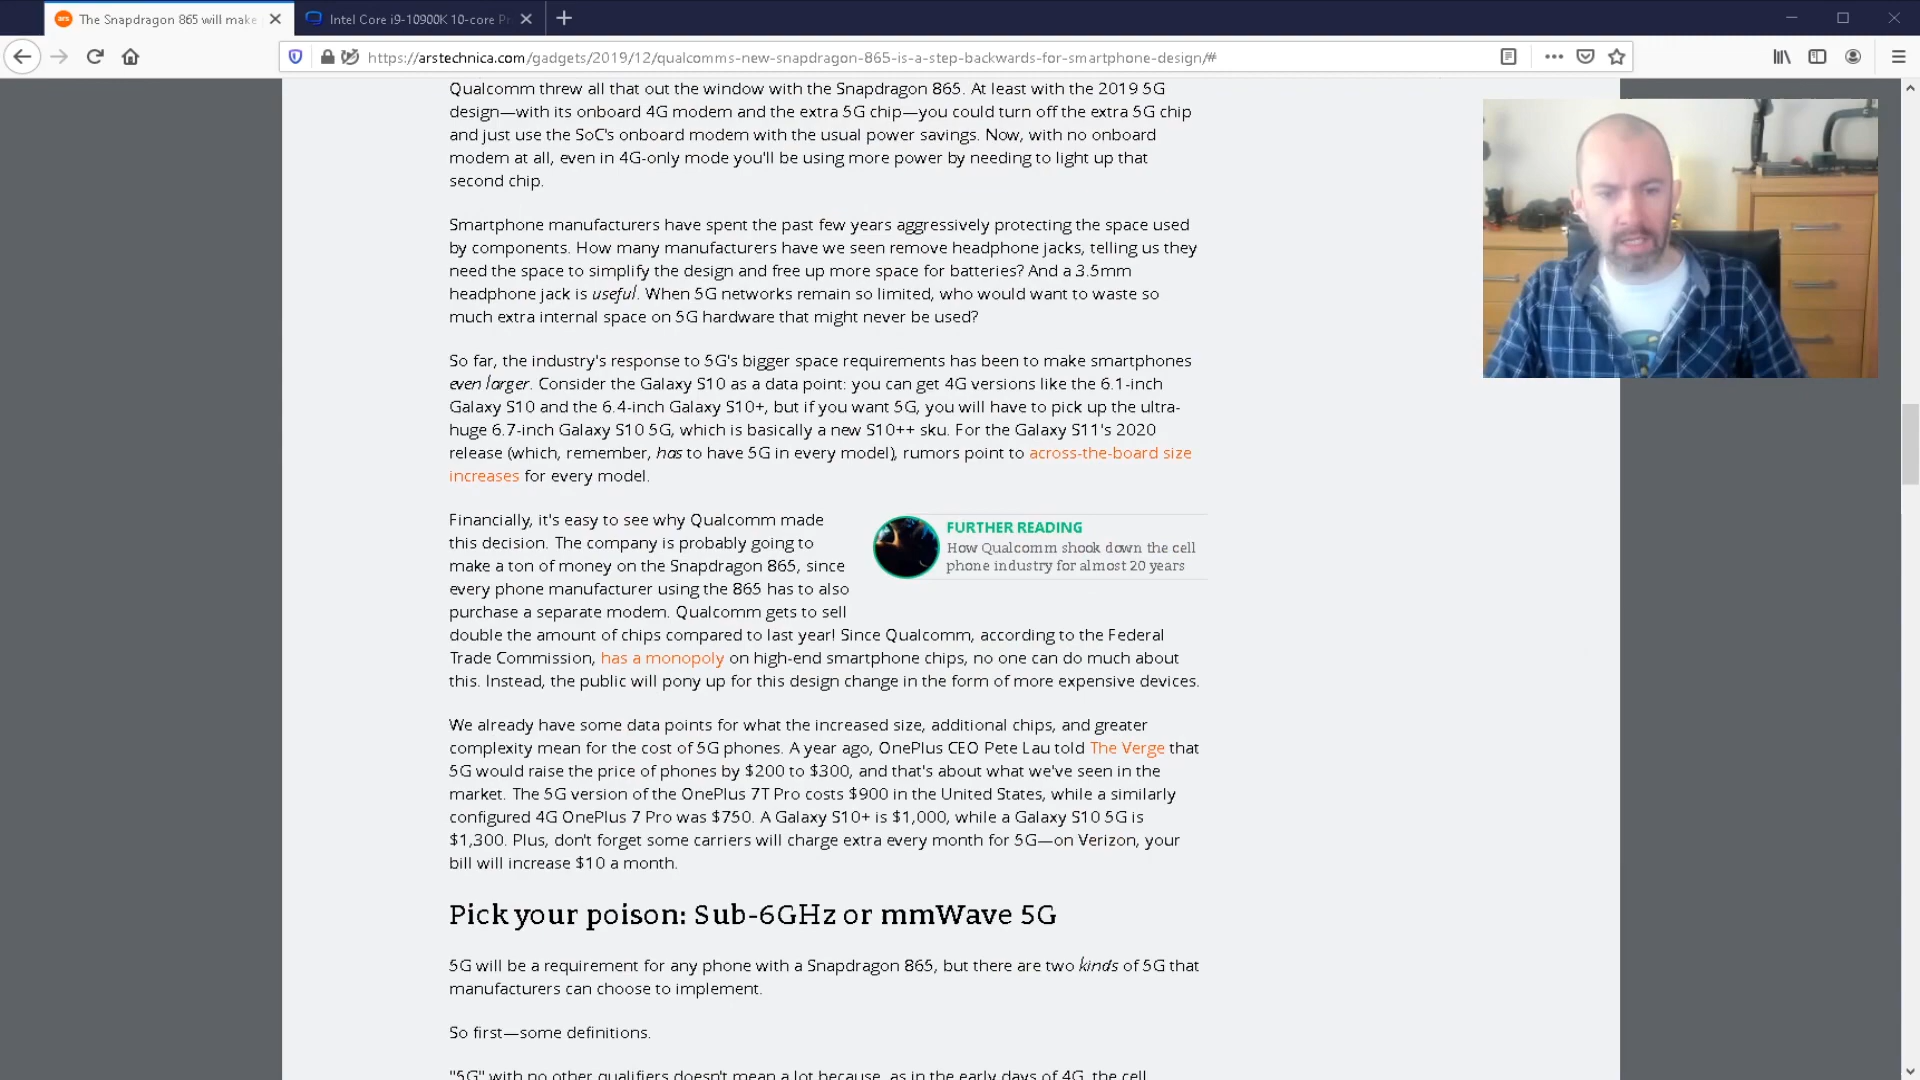 The Snapdragon 865 will make
Intel Core i9-10900K 10-core Pr
https://arstechnica.com/gadgets/2019/12/qualcomms-new-snapdragon-865-is-a-step-backwards-for-smartphone-design/#
Qualcomm threw all that out the window with the Snapdragon 865. At least with the 2019 5G
design—with its onboard 4G modem and the extra 5G chip—you could turn off the extra 5G chip
and just use the SoC's onboard modem with the usual power savings. Now, with no onboard
modem at all, even in 4G-only mode you'll be using more power by needing to light up that
second chip.
Smartphone manufacturers have spent the past few years aggressively protecting the space used
by components. How many manufacturers have we seen remove headphone jacks, telling us they
need the space to simplify the design and free up more space for batteries? And a 3.5mm
headphone jack is useful. When 5G networks remain so limited, who would want to waste so
much extra internal space on 5G hardware that might never be used?
So far, the industry's response to 5G's bigger space requirements has been to make smartphones
even larger. Consider the Galaxy S10 as a data point: you can get 4G versions like the 6.1-inch
Galaxy S10 and the 6.4-inch Galaxy S10+, but if you want 5G, you will have to pick up the ultra-
huge 6.7-inch Galaxy S10 5G, which is basically a new S10++ sku. For the Galaxy S11's 2020
release (which, remember, has to have 5G in every model), rumors point to across-the-board size
increases for every model.
Financially, it's easy to see why Qualcomm made
this decision. The company is probably going to
make a ton of money on the Snapdragon 865, since
every phone manufacturer using the 865 has to also
purchase a separate modem. Qualcomm gets to sell
double the amount of chips compared to last year! Since Qualcomm, according to the Federal
Trade Commission, has a monopoly on high-end smartphone chips, no one can do much about
this. Instead, the public will pony up for this design change in the form of more expensive devices.
FURTHER READING
How Qualcomm shook down the cell
phone industry for almost 20 years
We already have some data points for what the increased size, additional chips, and greater
complexity mean for the cost of 5G phones. A year ago, OnePlus CEO Pete Lau told The Verge that
5G would raise the price of phones by $200 to $300, and that's about what we've seen in the
market. The 5G version of the OnePlus 7T Pro costs $900 in the United States, while a similarly
configured 4G OnePlus 7 Pro was $750. A Galaxy S10+ is $1,000, while a Galaxy S10 5G is
$1,300. Plus, don't forget some carriers will charge extra every month for 5G—on Verizon, your
bill will increase $10 a month.
Pick your poison: Sub-6GHz or mmWave 5G
5G will be a requirement for any phone with a Snapdragon 865, but there are two kinds of 5G that
manufacturers can choose to implement.
So first—some definitions.
"5G" with no other qualifiers doesn't mean a lot because, as in the early days of 4G, the cell